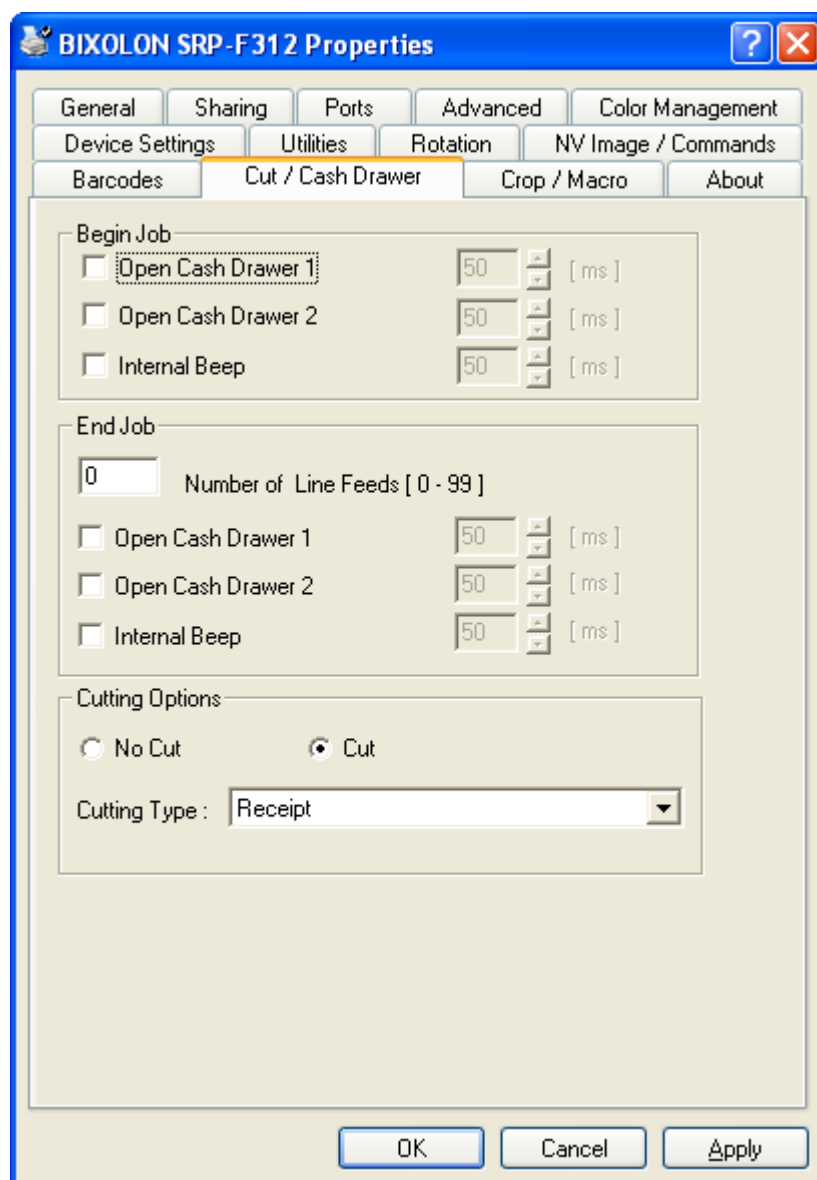 BIXOLON SRP-F312 Properties
General Sharing Ports Advanced Color Management
Device Settings Utilities Rotation NV Image / Commands
Barcodes Cut / Cash Drawer Crop / Macro About
Begin Job
Open Cash Drawer 1 50 [ ms ]
Open Cash Drawer 2 50 [ ms ]
Internal Beep 50 [ ms ]
End Job
0 Number of Line Feeds [ 0 - 99 ]
Open Cash Drawer 1 50 [ ms ]
Open Cash Drawer 2 50 [ ms ]
Internal Beep 50 [ ms ]
Cutting Options
No Cut Cut
Cutting Type : Receipt
OK Cancel Apply